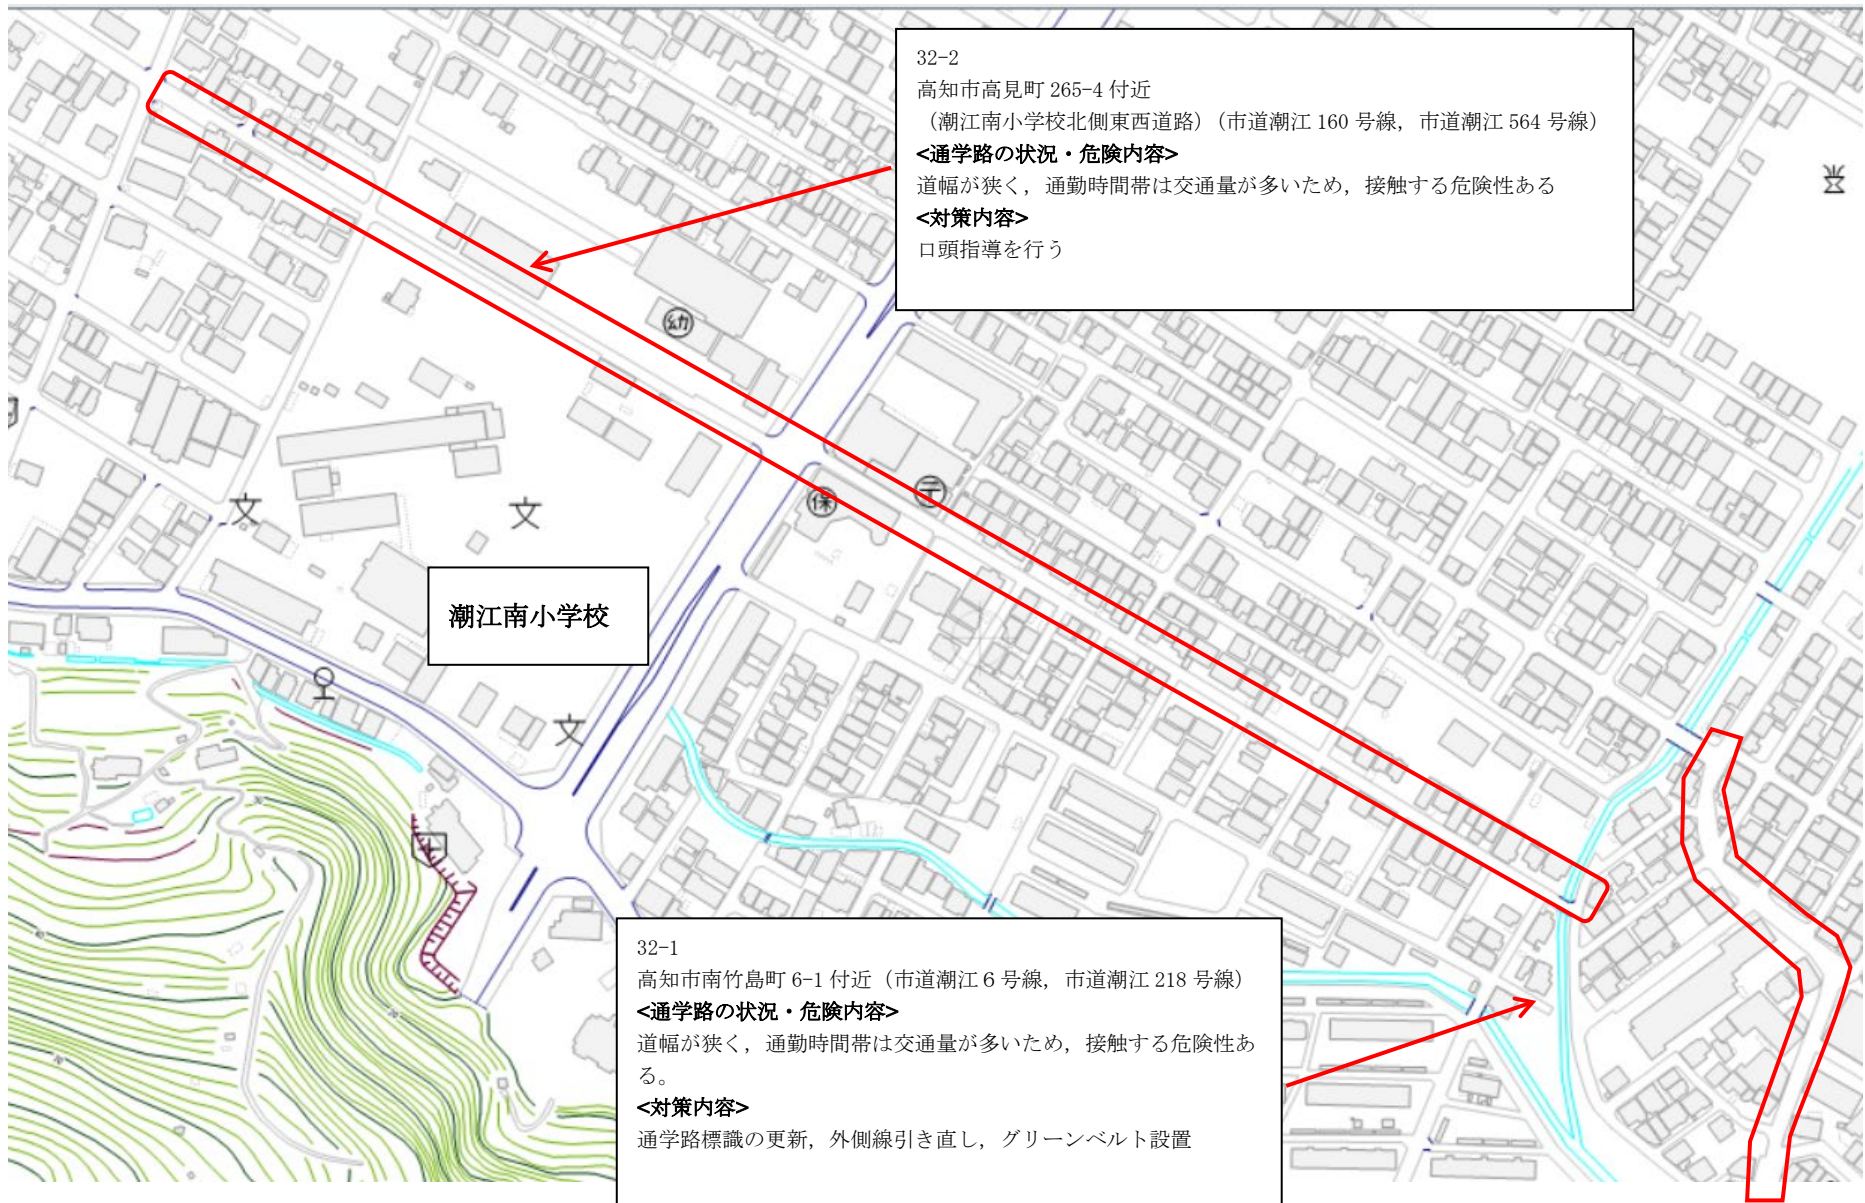 32-2
高知市高見町 265-4 付近
（潮江南小学校北側東西道路）（市道潮江 160 号線，市道潮江 564 号線）
<通学路の状況・危険内容>
道幅が狭く，通勤時間帯は交通量が多いため，接触する危険性ある
<対策内容>
口頭指導を行う
幼
保
文
文
潮江南小学校
文
32-1
高知市南竹島町 6-1 付近（市道潮江６号線，市道潮江 218 号線）
<通学路の状況・危険内容>
道幅が狭く，通勤時間帯は交通量が多いため，接触する危険性あ
る。
<対策内容>
通学路標識の更新，外側線引き直し，グリーンベルト設置